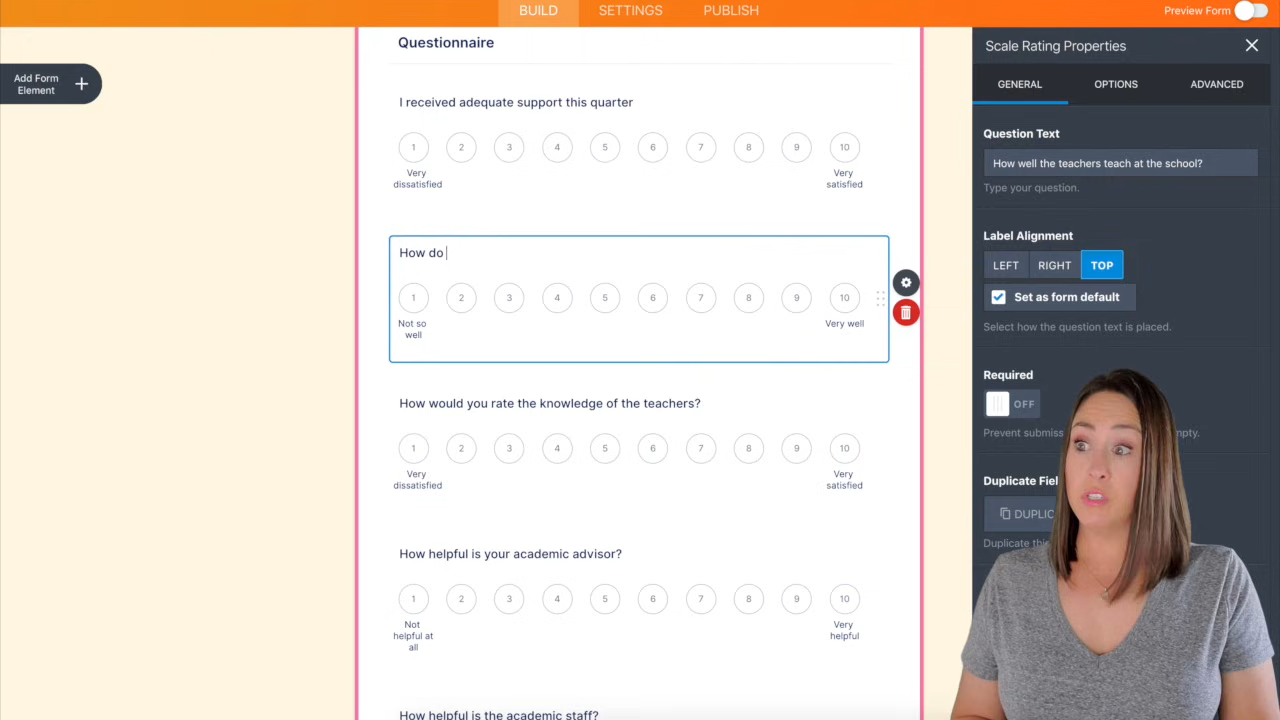 BUILD SETTINGS PUBLISH Preview Form
Add Form
Element
Questionnaire
I received adequate support this quarter
1 2 3 4 5 6 7 8 9 10
Very
dissatisfied
Very
satisfied
How do
1 2 3 4 5 6 7 8 9 10
Not so
well
Very well
How would you rate the knowledge of the teachers?
1 2 3 4 5 6 7 8 9 10
Very
dissatisfied
Very
satisfied
How helpful is your academic advisor?
1 2 3 4 5 6 7 8 9 10
Not
helpful at
all
Very
helpful
How helpful is the academic staff?
Scale Rating Properties
GENERAL OPTIONS ADVANCED
Question Text
How well the teachers teach at the school?
Type your question.
Label Alignment
LEFT RIGHT TOP
Set as form default
Select how the question text is placed.
Required
OFF
Prevent submiss mpty.
Duplicate Fiel
DUPLIC
Duplicate this